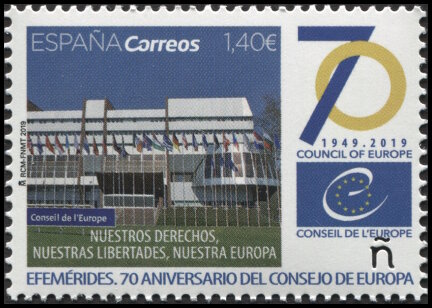 ESPAÑA Correos 1,40€
RCM-FNMT 2019
Conseil de l'Europe
NUESTROS DERECHOS,
NUESTRAS LIBERTADES, NUESTRA EUROPA
70
1949.2019
COUNCIL OF EUROPE
CONSEIL DE L'EUROPE
ñ
EFEMÉRIDES. 70 ANIVERSARIO DEL CONSEJO DE EUROPA